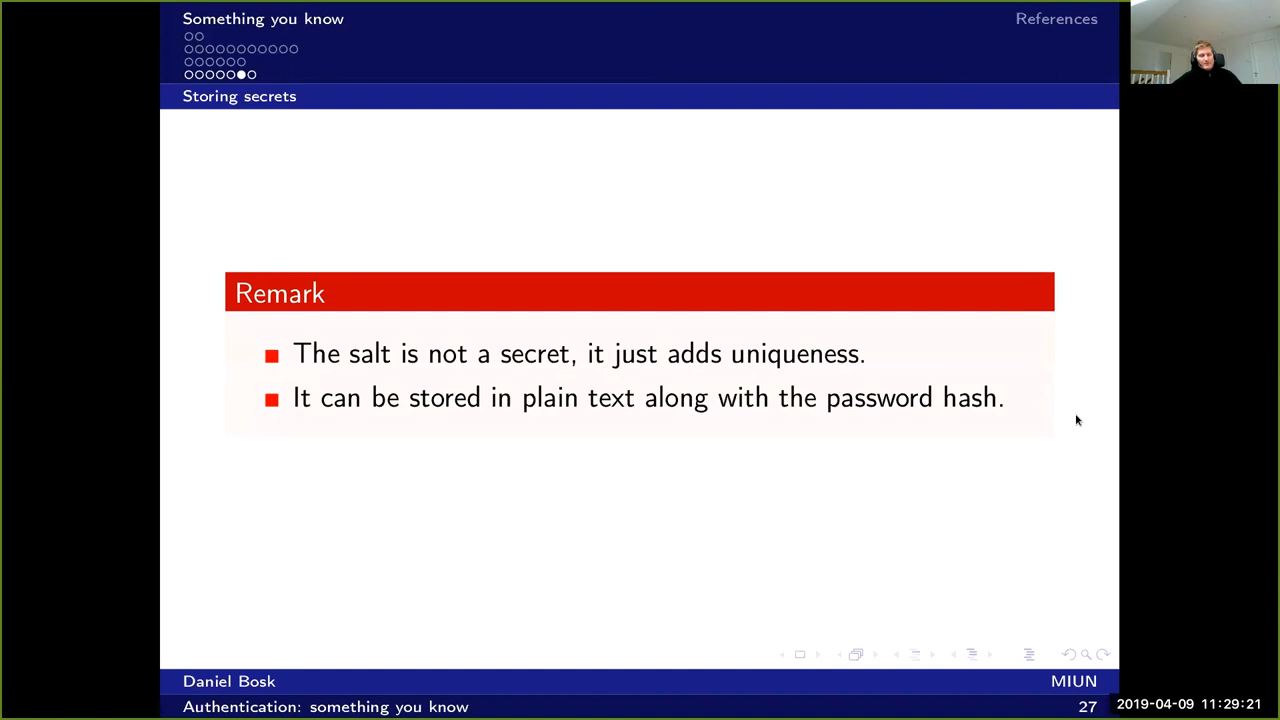 Something you know
References
Storing secrets
Remark
The salt is not a secret, it just adds uniqueness.
It can be stored in plain text along with the password hash.
Daniel Bosk
MIUN
Authentication: something you know
27
2019-04-09 11:29:21